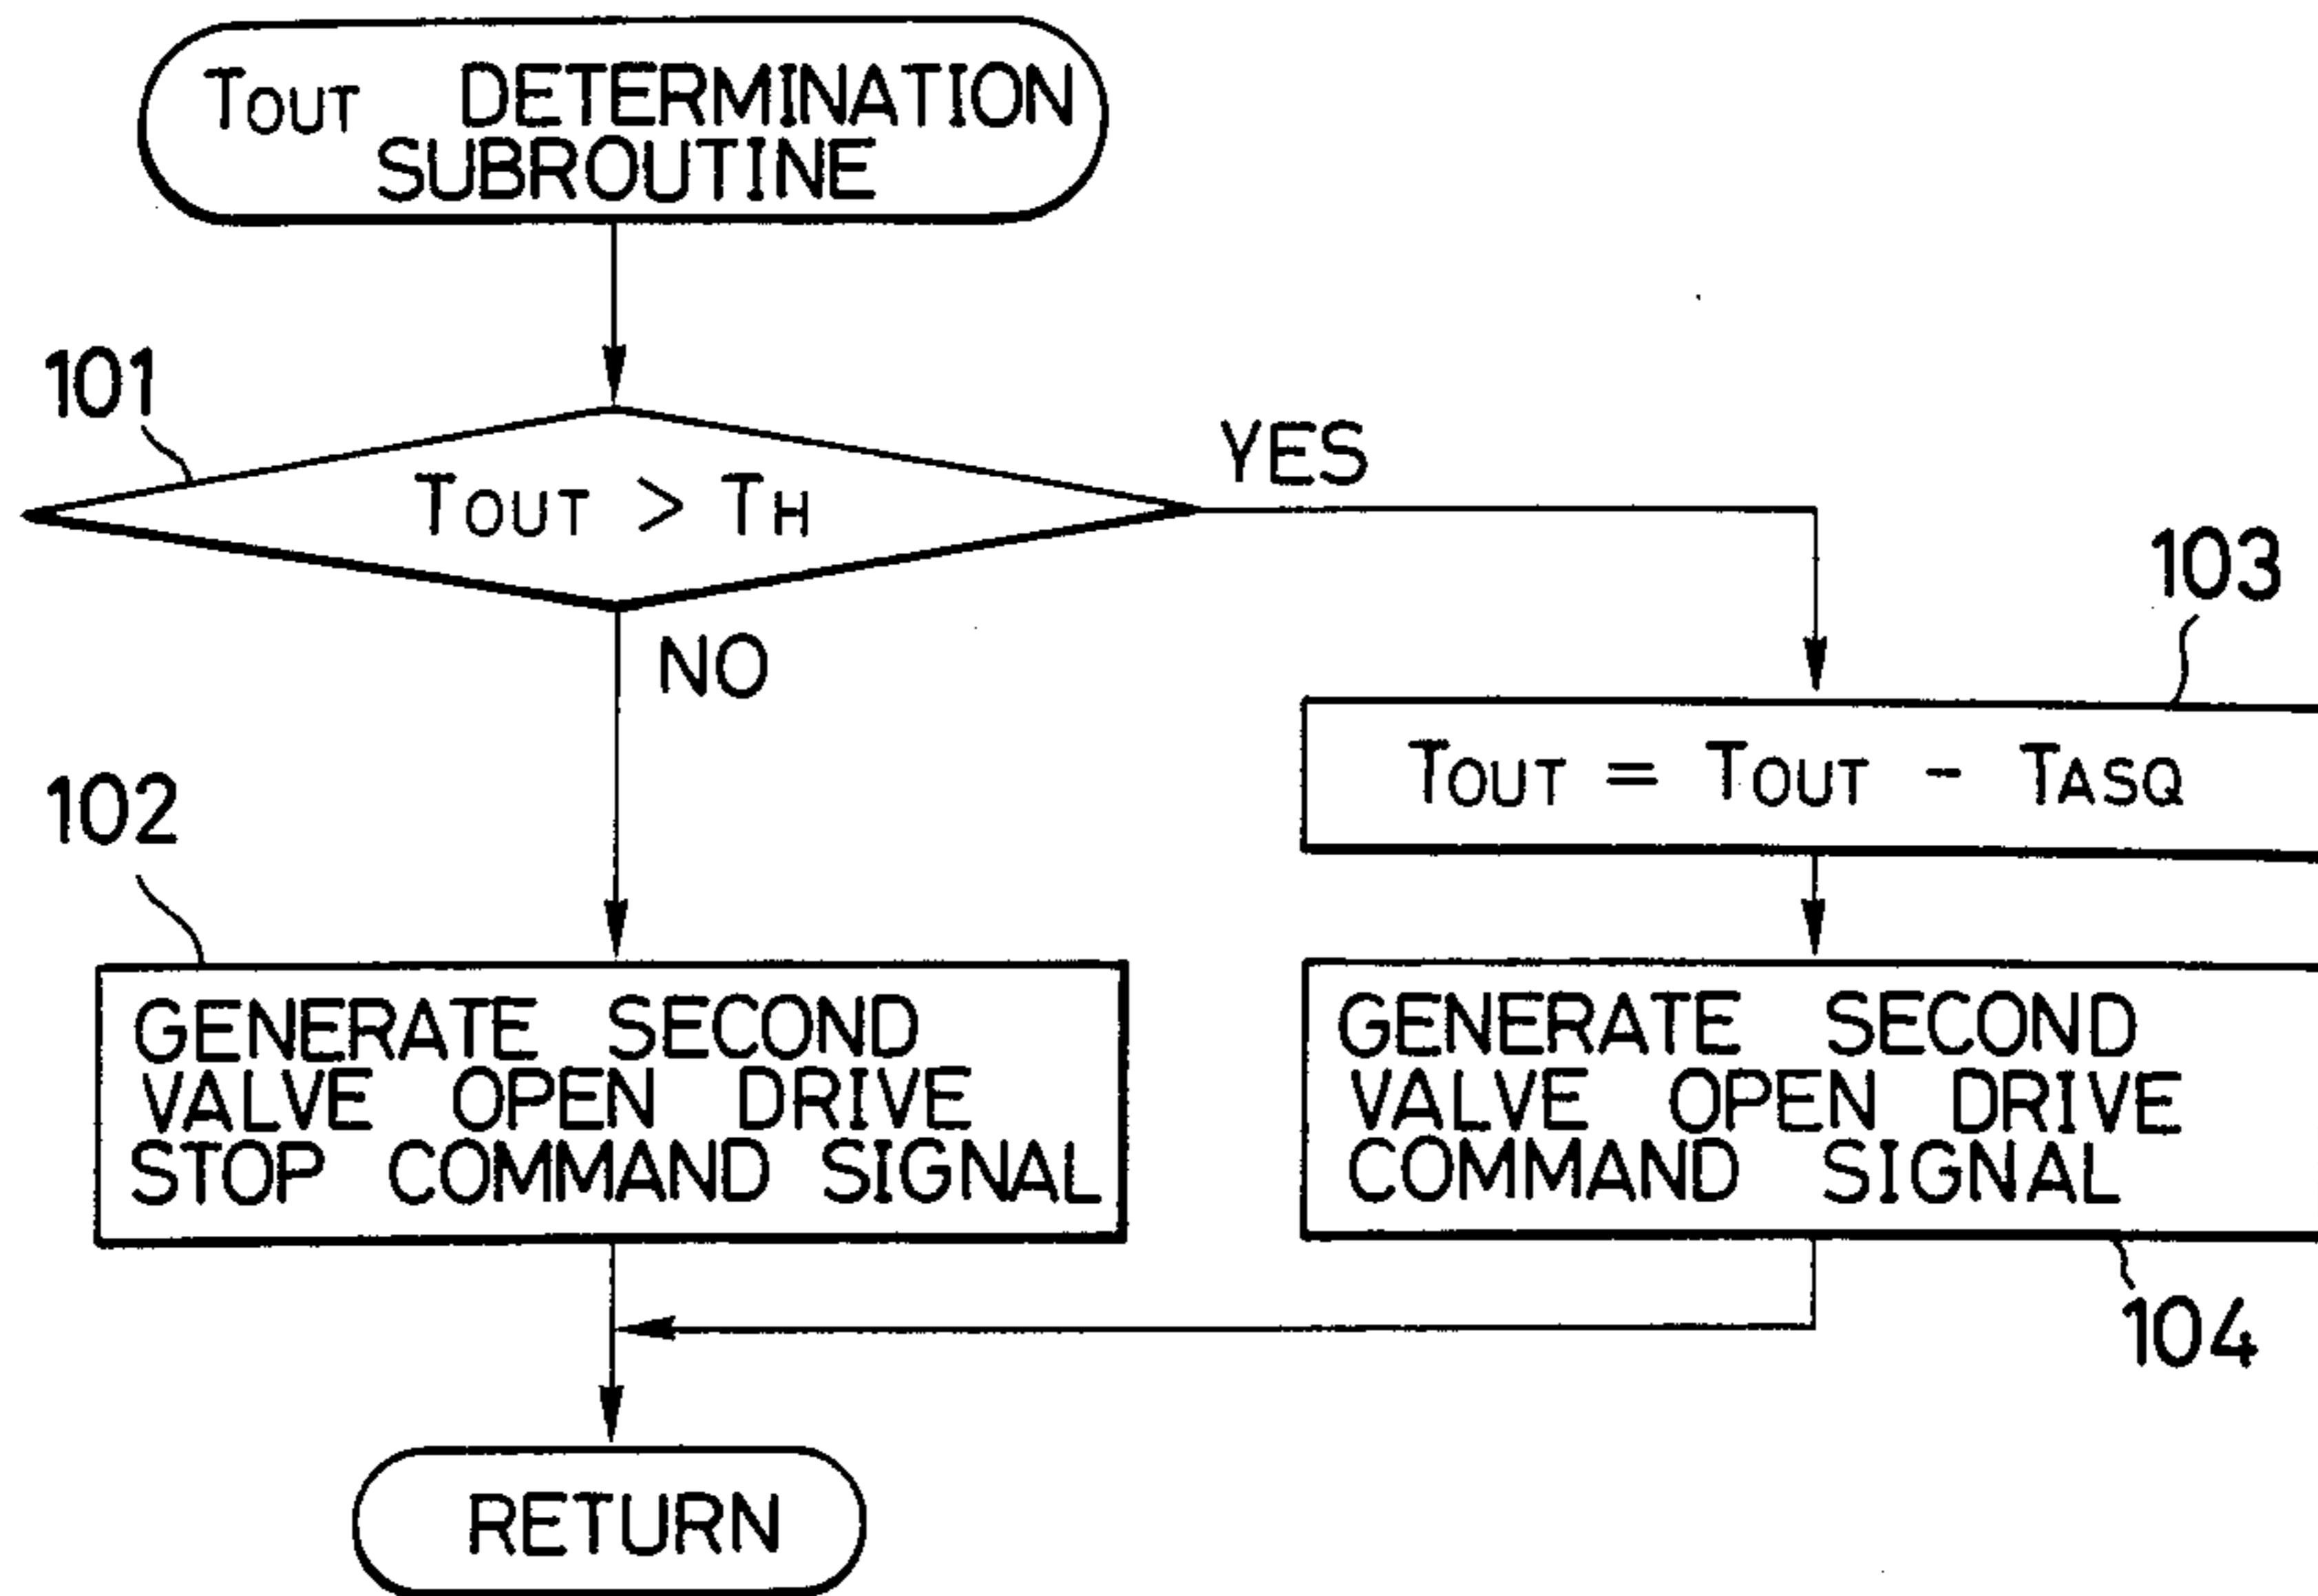 TOUT DETERMINATION
SUBROUTINE
101
TOUT > TH
YES
NO
103
TOUT = TOUT - TASQ
102
GENERATE SECOND
VALVE OPEN DRIVE
STOP COMMAND SIGNAL
GENERATE SECOND
VALVE OPEN DRIVE
COMMAND SIGNAL
104
RETURN